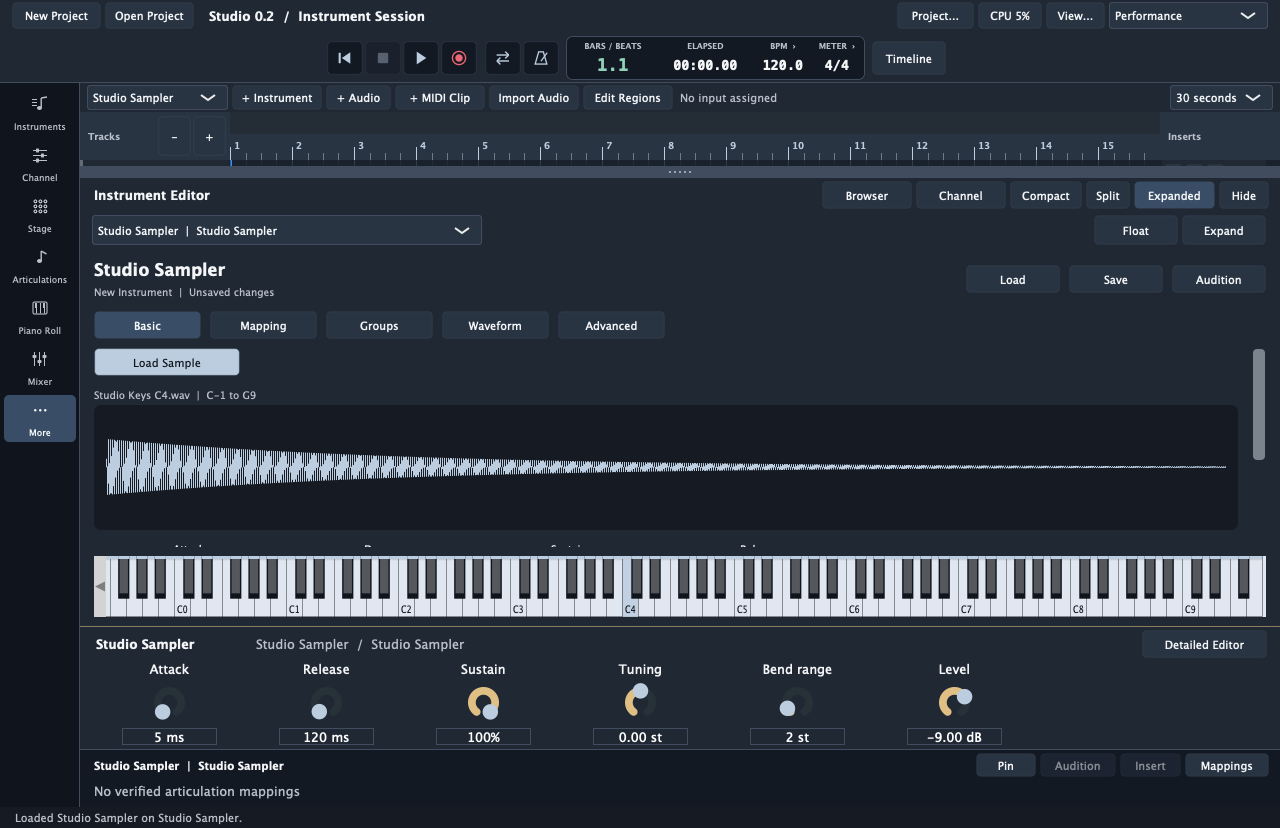 New Project Open Project Studio 0.2 / Instrument Session Project... CPU 5% View... Performance
BARS / BEATS ELAPSED BPM › METER ›
1.1 00:00.00 120.0 4/4 Timeline
Studio Sampler + Instrument + Audio + MIDI Clip Import Audio Edit Regions No input assigned 30 seconds
Instruments
Tracks - + 1 2 3 4 5 6 7 8 9 10 11 12 13 14 15 Inserts
Channel
Instrument Editor Browser Channel Compact Split Expanded Hide
Stage
Studio Sampler | Studio Sampler Float Expand
Articulations
Studio Sampler Load Save Audition
New Instrument | Unsaved changes
Piano Roll
Basic Mapping Groups Waveform Advanced
Mixer
Load Sample
Studio Keys C4.wav | C-1 to G9
More
C0 C1 C2 C3 C4 C5 C6 C7 C8 C9
Studio Sampler Studio Sampler / Studio Sampler Detailed Editor
Attack Release Sustain Tuning Bend range Level
5 ms 120 ms 100% 0.00 st 2 st -9.00 dB
Studio Sampler | Studio Sampler Pin Audition Insert Mappings
No verified articulation mappings
Loaded Studio Sampler on Studio Sampler.